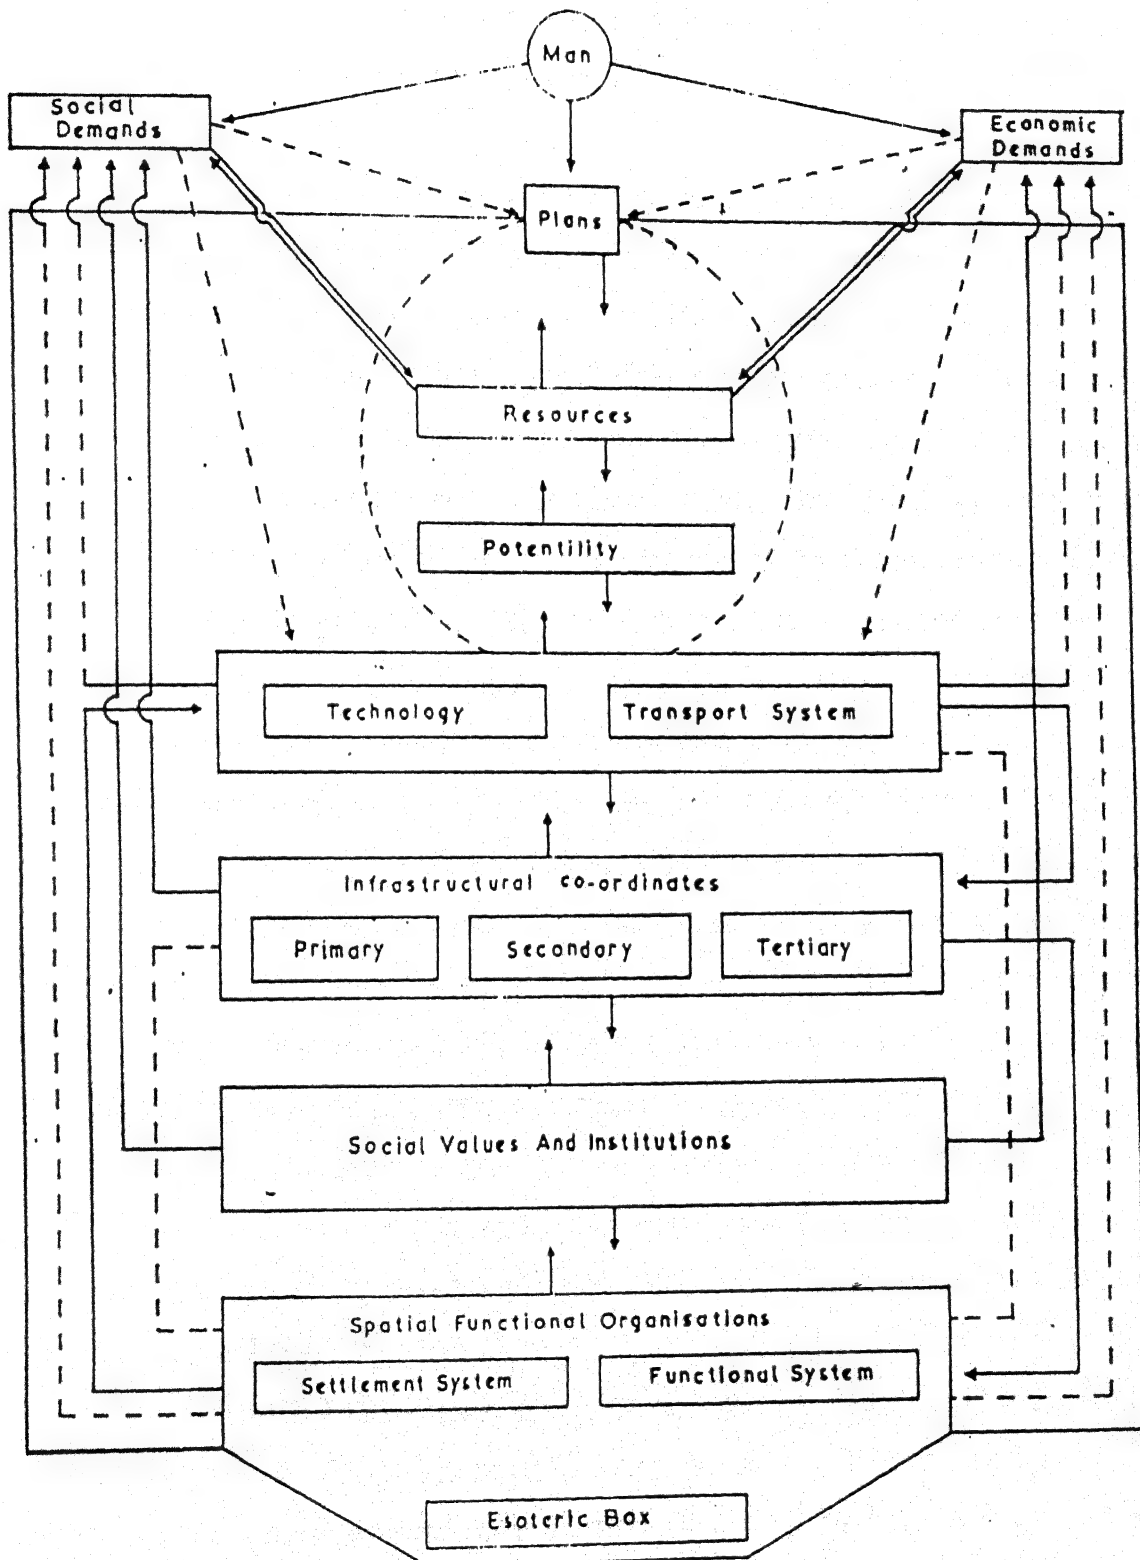 Man
Social
Demands
Economic
Demands
Plans
Resources
Potentility
Technology
Transport System
Infrastructural co-ordinates
Primary
Secondary
Tertiary
Social Values And Institutions
Spatial Functional Organisations
Settlement System
Functional System
Esoteric Box